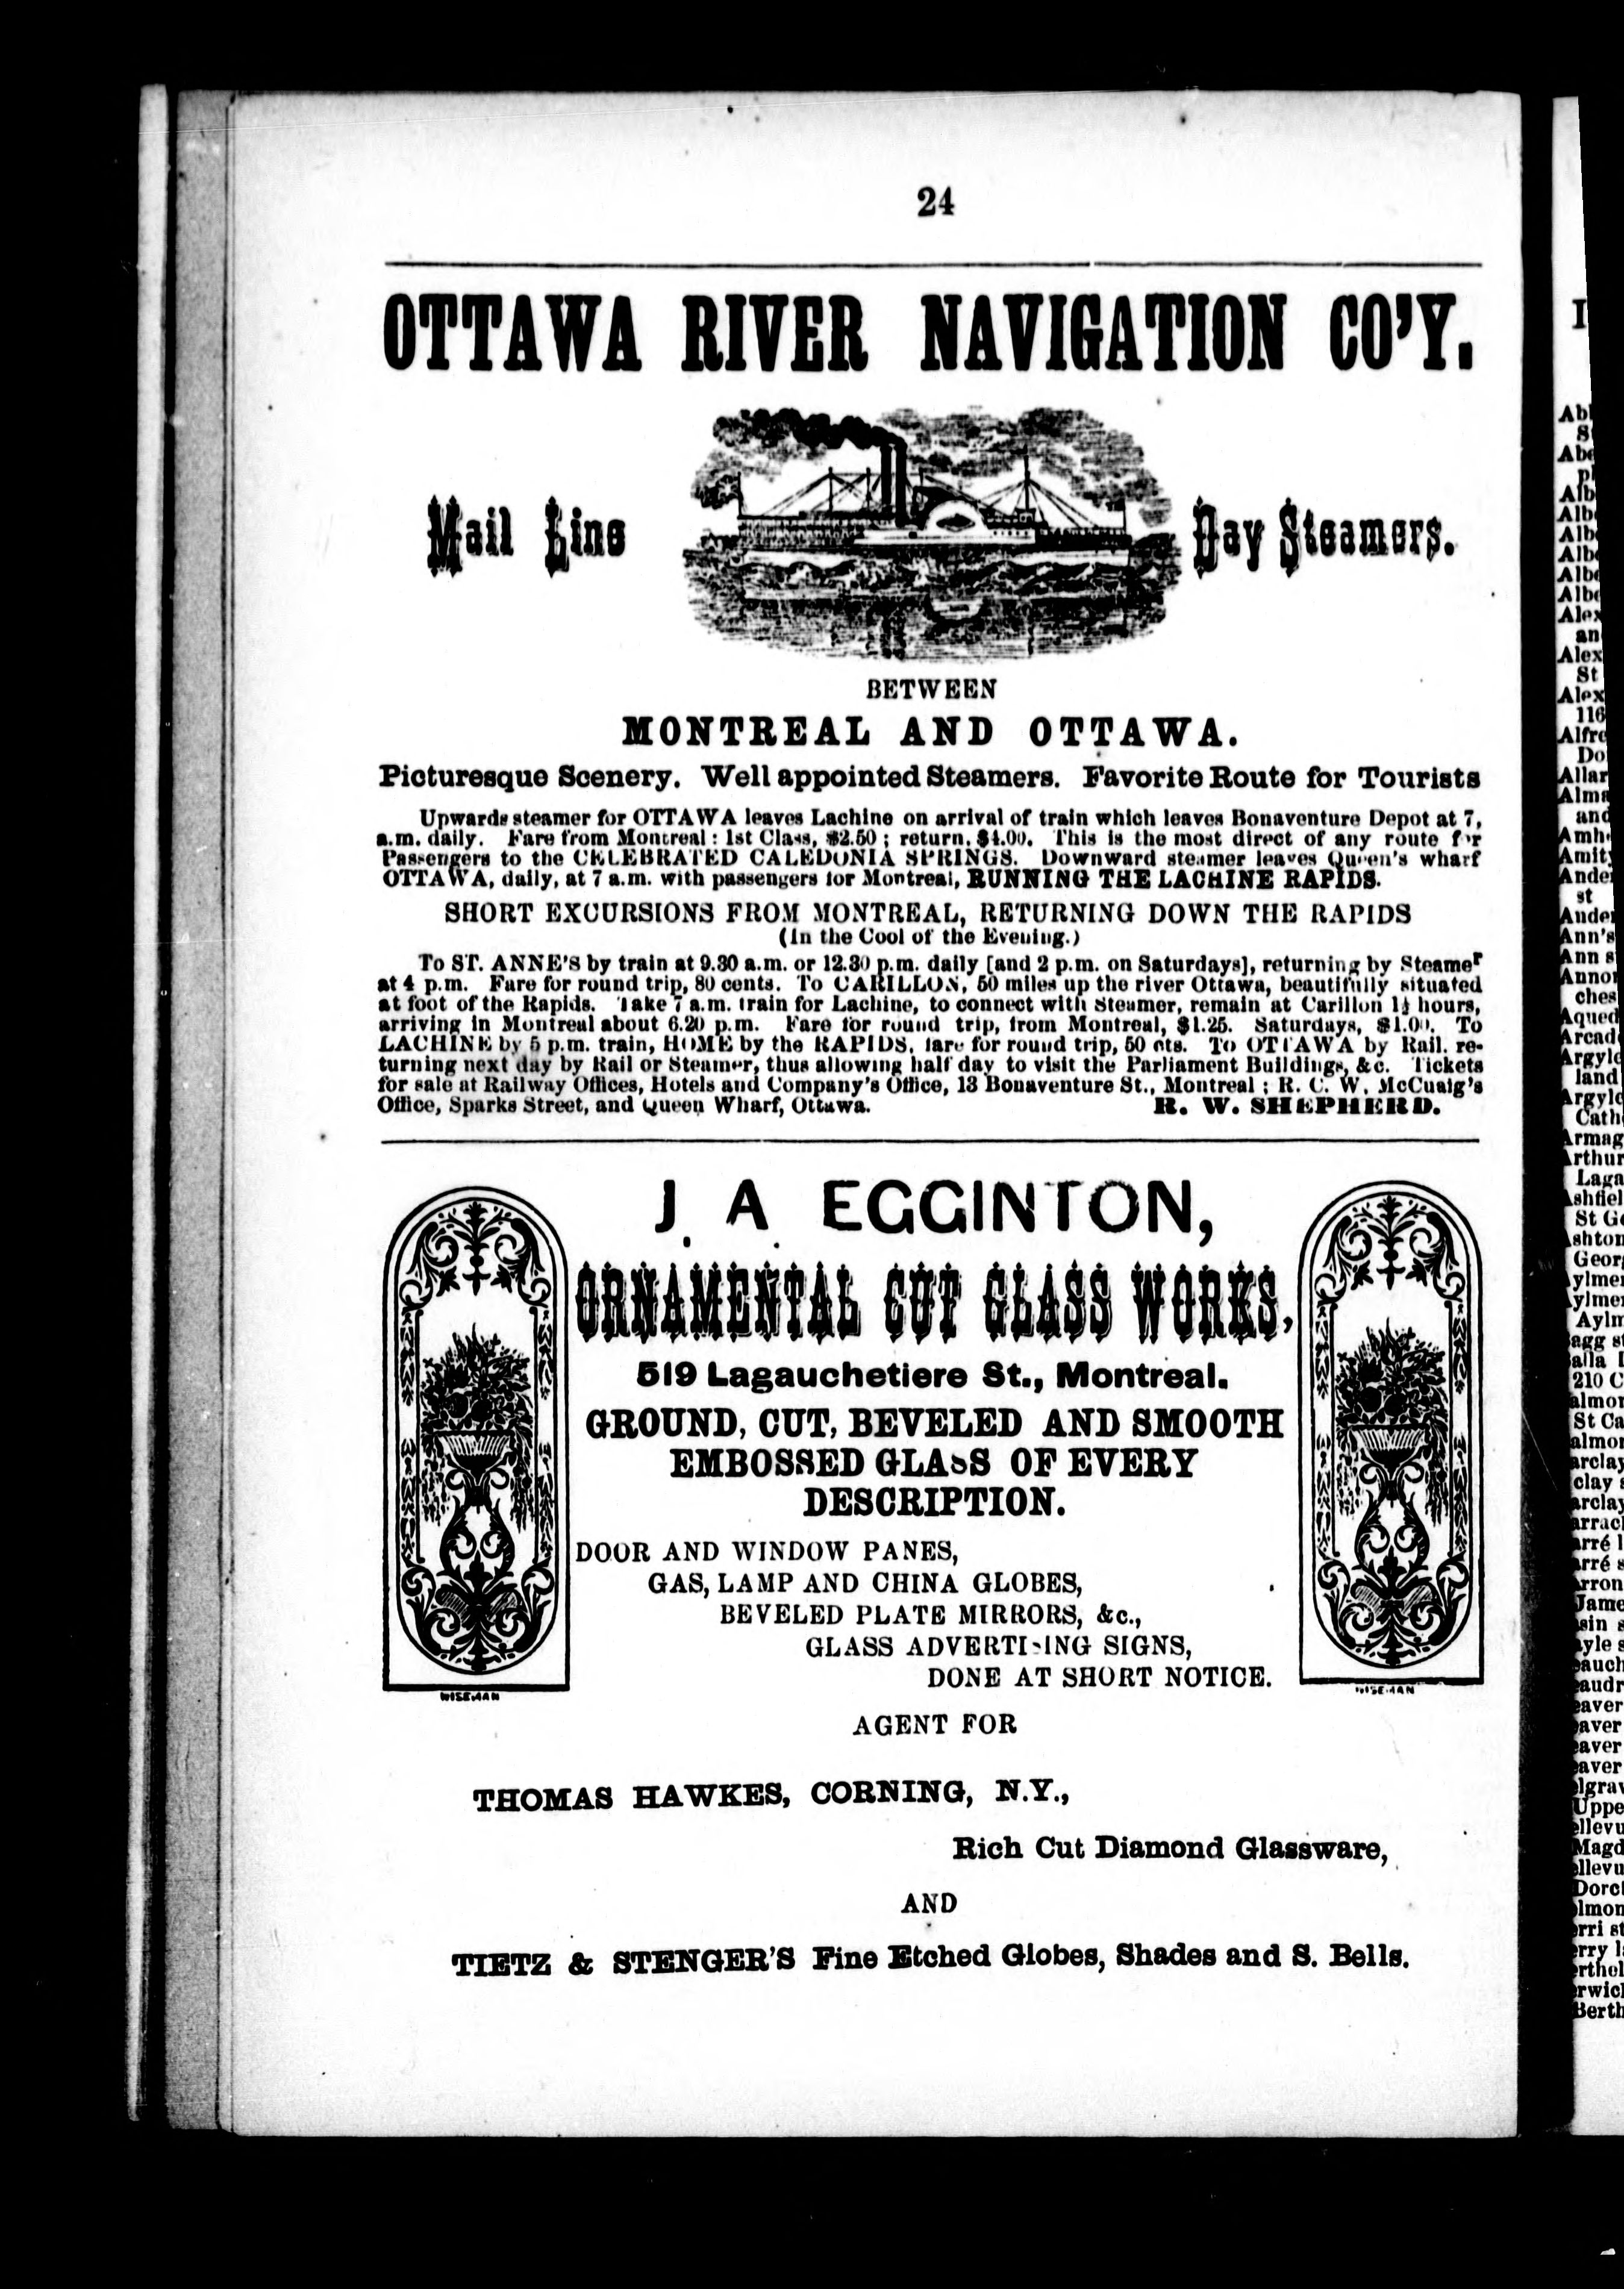 24
OTTAWA RIVER NAVIGATION CO'Y.
Mail Line
Day Steamers.
BETWEEN
MONTREAL AND OTTAWA.
Picturesque Scenery. Well appointed Steamers. Favorite Route for Tourists
Upwards steamer for OTTAWA leaves Lachine on arrival of train which leaves Bonaventure Depot at 7,
a.m. daily. Fare from Montreal: 1st Class, $2.50; return, $4.00. This is the most direct of any route for
Passengers to the CELEBRATED CALEDONIA SPRINGS. Downward steamer leaves Queen's wharf
OTTAWA, daily, at 7 a.m. with passengers for Montreal, RUNNING THE LACHINE RAPIDS.
SHORT EXCURSIONS FROM MONTREAL, RETURNING DOWN THE RAPIDS
(In the Cool of the Evening.)
To ST. ANNE'S by train at 9.30 a.m. or 12.30 p.m. daily [and 2 p.m. on Saturdays], returning by Steamer
at 4 p.m. Fare for round trip, 80 cents. To CARILLON, 50 miles up the river Ottawa, beautifully situated
at foot of the Rapids. Take 7 a.m. train for Lachine, to connect with Steamer, remain at Carillon 1½ hours,
arriving in Montreal about 6.20 p.m. Fare for round trip, from Montreal, $1.25. Saturdays, $1.00. To
LACHINE by 5 p.m. train, HOME by the RAPIDS, fare for round trip, 50 cts. To OTTAWA by Rail. re-
turning next day by Rail or Steamer, thus allowing half day to visit the Parliament Buildings, &c. Tickets
for sale at Railway Offices, Hotels and Company's Office, 13 Bonaventure St., Montreal; R. C. W. McCuaig's
Office, Sparks Street, and Queen Wharf, Ottawa. R. W. SHEPHERD.
J. A. EGGINTON,
ORNAMENTAL CUT GLASS WORKS,
519 Lagauchetiere St., Montreal.
GROUND, CUT, BEVELED AND SMOOTH
EMBOSSED GLASS OF EVERY
DESCRIPTION.
DOOR AND WINDOW PANES,
GAS, LAMP AND CHINA GLOBES,
BEVELED PLATE MIRRORS, &c.,
GLASS ADVERTISING SIGNS,
DONE AT SHORT NOTICE.
WISEMAN
WISEMAN
AGENT FOR
THOMAS HAWKES, CORNING, N.Y.,
Rich Cut Diamond Glassware,
AND
TIETZ & STENGER'S Fine Etched Globes, Shades and S. Bells.